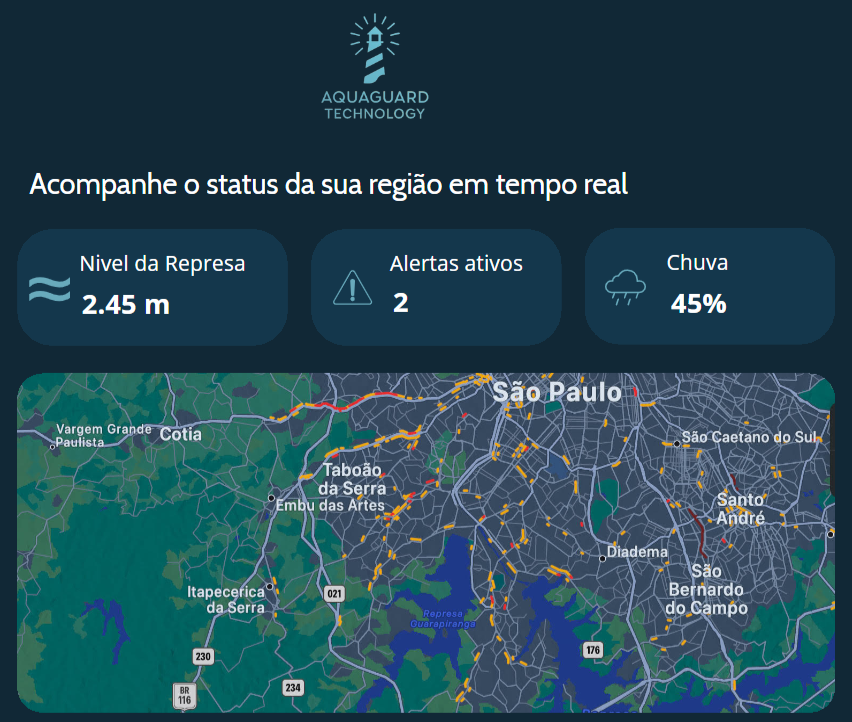 AQUAGUARD
TECHNOLOGY
Acompanhe o status da sua região em tempo real
Nivel da Represa
2.45 m
Alertas ativos
2
Chuva
45%
São Paulo
Vargem Grande
Paulista
Cotia
São Caetano do Sul
Taboão
da Serra
Embu das Artes
Santo
André
Diadema
São
Bernardo
do Campo
Itapecerica
da Serra
021
Represa
Guarapiranga
230
176
234
BR
116